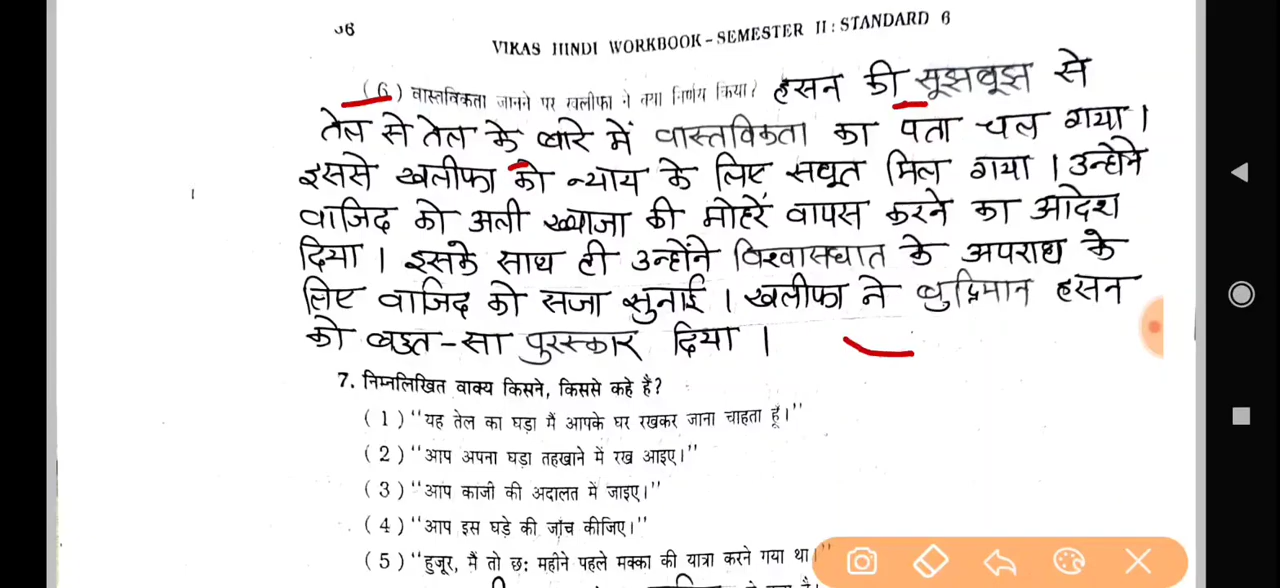 36
VIKAS HINDI WORKBOOK – SEMESTER II : STANDARD 6
(6) वास्तविकता जानने पर खलीफा ने क्या निर्णय किया? हसन की सूझबूझ से
तेल से तेल के बारे में वास्तविकता का पता चल गया।
इससे खलीफा को न्याय के लिए सबूत मिल गया । उन्होंने
वाजिद को अली ख्वाजा की मोहरें वापस करने का आदेश
दिया । इसके साथ ही उन्होंने विश्वासघात के अपराध के
लिए वाजिद को सजा सुनाई । खलीफा ने बुद्धिमान हसन
को बहुत-सा पुरस्कार दिया ।
7. निम्नलिखित वाक्य किसने, किससे कहे हैं?
(1) "यह तेल का घड़ा मैं आपके घर रखकर जाना चाहता हूँ।"
(2) "आप अपना घड़ा तहखाने में रख आइए।"
(3) "आप काजी की अदालत में जाइए।"
(4) "आप इस घड़े की जाँच कीजिए।"
(5) "हुजूर, मैं तो छः महीने पहले मक्का की यात्रा करने गया था।"